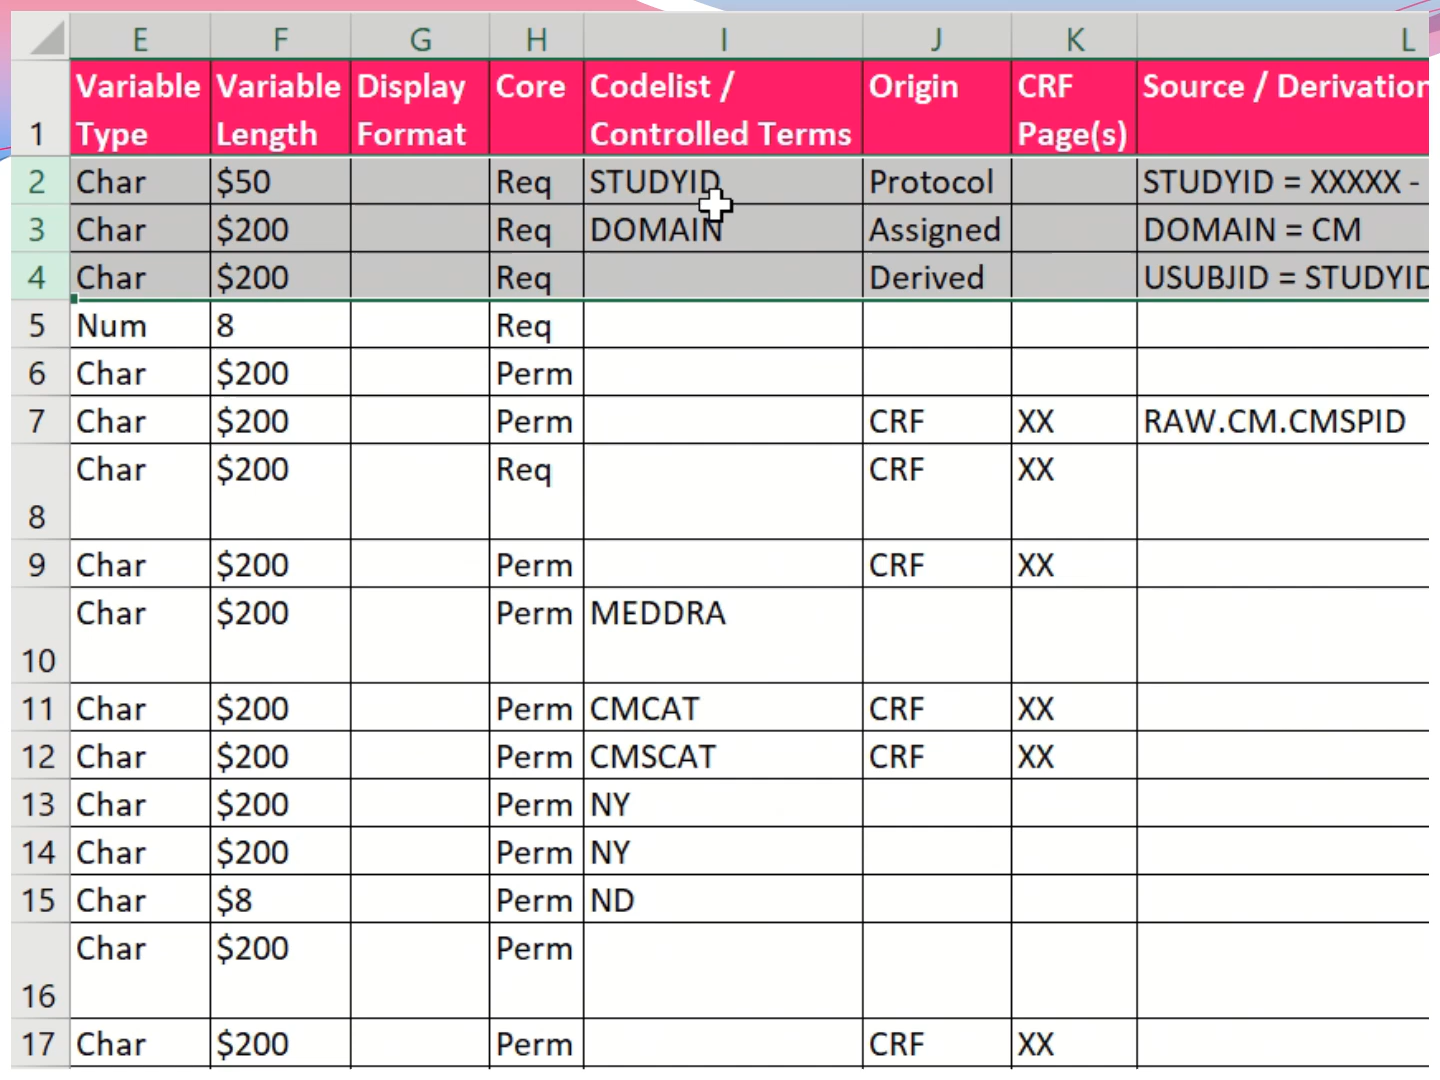 E F G H I J K L
Variable Variable Display Core Codelist / Origin CRF Source / Derivation
1 Type Length Format Controlled Terms Page(s)
2 Char $50 Req STUDYID Protocol STUDYID = XXXXX -
3 Char $200 Req DOMAIN Assigned DOMAIN = CM
4 Char $200 Req Derived USUBJID = STUDYID
5 Num 8 Req
6 Char $200 Perm
7 Char $200 Perm CRF XX RAW.CM.CMSPID
Char $200 Req CRF XX
8
9 Char $200 Perm CRF XX
Char $200 Perm MEDDRA
10
11 Char $200 Perm CMCAT CRF XX
12 Char $200 Perm CMSCAT CRF XX
13 Char $200 Perm NY
14 Char $200 Perm NY
15 Char $8 Perm ND
Char $200 Perm
16
17 Char $200 Perm CRF XX